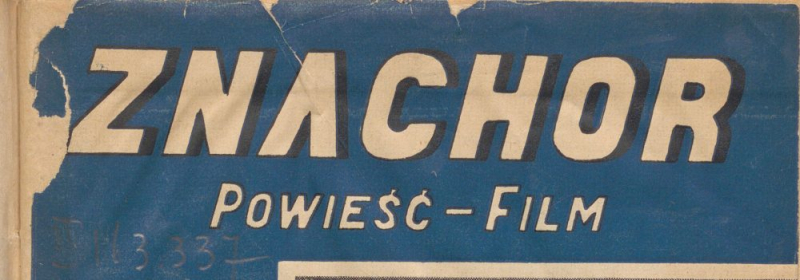 ZNACHOR
POWIEŚĆ – FILM